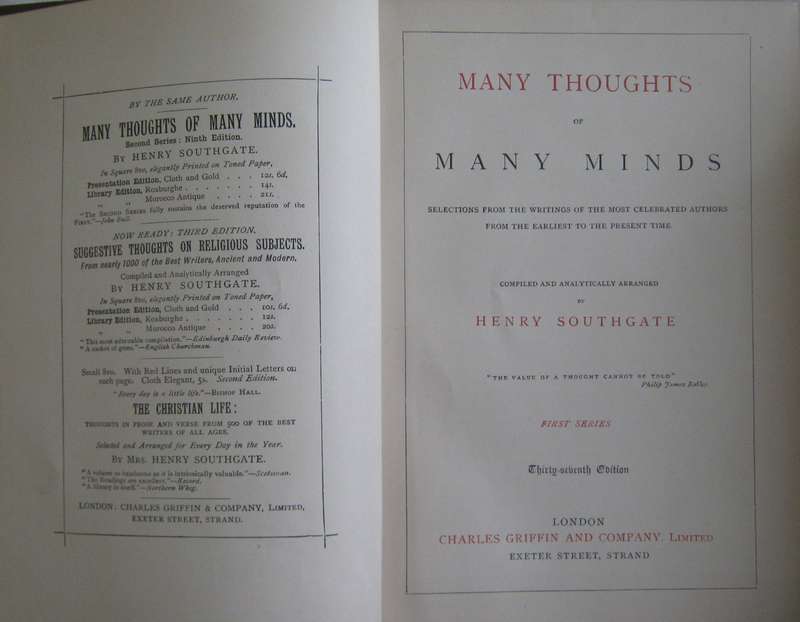 BY THE SAME AUTHOR.
MANY THOUGHTS OF MANY MINDS.
Second Series: Ninth Edition.
BY HENRY SOUTHGATE.
In Square 8vo, elegantly Printed on Toned Paper,
Presentation Edition, Cloth and Gold . . . 12s. 6d.
Library Edition, Roxburghe . . . . . . . 14s.
„ „ Morocco Antique . . . . 21s.
"The SECOND SERIES fully sustains the deserved reputation of the
FIRST."—John Bull.
NOW READY: THIRD EDITION.
SUGGESTIVE THOUGHTS ON RELIGIOUS SUBJECTS.
From nearly 1000 of the Best Writers, Ancient and Modern.
Compiled and Analytically Arranged
BY HENRY SOUTHGATE.
In Square 8vo, elegantly Printed on Toned Paper,
Presentation Edition, Cloth and Gold . . . 10s. 6d.
Library Edition, Roxburghe . . . . . . . 12s.
„ „ Morocco Antique . . . . 20s.
"This most admirable compilation."—Edinburgh Daily Review.
"A casket of gems."—English Churchman.
Small 8vo. With Red Lines and unique Initial Letters on
each page. Cloth Elegant, 5s. Second Edition.
"Every day is a little life."—BISHOP HALL.
THE CHRISTIAN LIFE:
THOUGHTS IN PROSE AND VERSE FROM 500 OF THE BEST
WRITERS OF ALL AGES.
Selected and Arranged for Every Day in the Year.
BY MRS. HENRY SOUTHGATE.
"A volume as handsome as it is intrinsically valuable."—Scotsman.
"The Readings are excellent."—Record.
"A library in itself."—Northern Whig.
LONDON: CHARLES GRIFFIN & COMPANY, LIMITED,
EXETER STREET, STRAND.
MANY THOUGHTS
OF
MANY MINDS
SELECTIONS FROM THE WRITINGS OF THE MOST CELEBRATED AUTHORS
FROM THE EARLIEST TO THE PRESENT TIME.
COMPILED AND ANALYTICALLY ARRANGED
BY
HENRY SOUTHGATE
"THE VALUE OF A THOUGHT CANNOT BE TOLD"
Philip James Bailey
FIRST SERIES
Thirty-seventh Edition
LONDON
CHARLES GRIFFIN AND COMPANY, LIMITED
EXETER STREET, STRAND